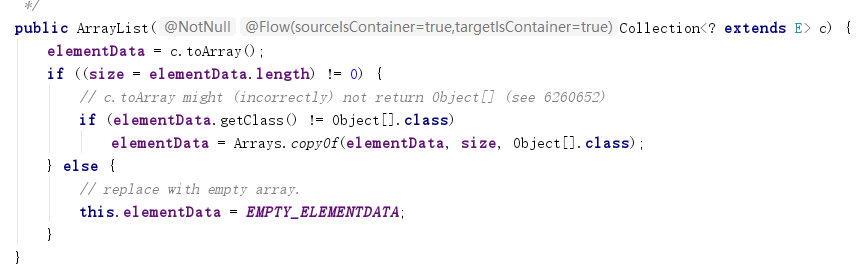 */
public ArrayList( @NotNull @Flow(sourceIsContainer=true,targetIsContainer=true) Collection<? extends E> c) {
    elementData = c.toArray();
    if ((size = elementData.length) != 0) {
        // c.toArray might (incorrectly) not return Object[] (see 6260652)
        if (elementData.getClass() != Object[].class)
            elementData = Arrays.copyOf(elementData, size, Object[].class);
    } else {
        // replace with empty array.
        this.elementData = EMPTY_ELEMENTDATA;
    }
}